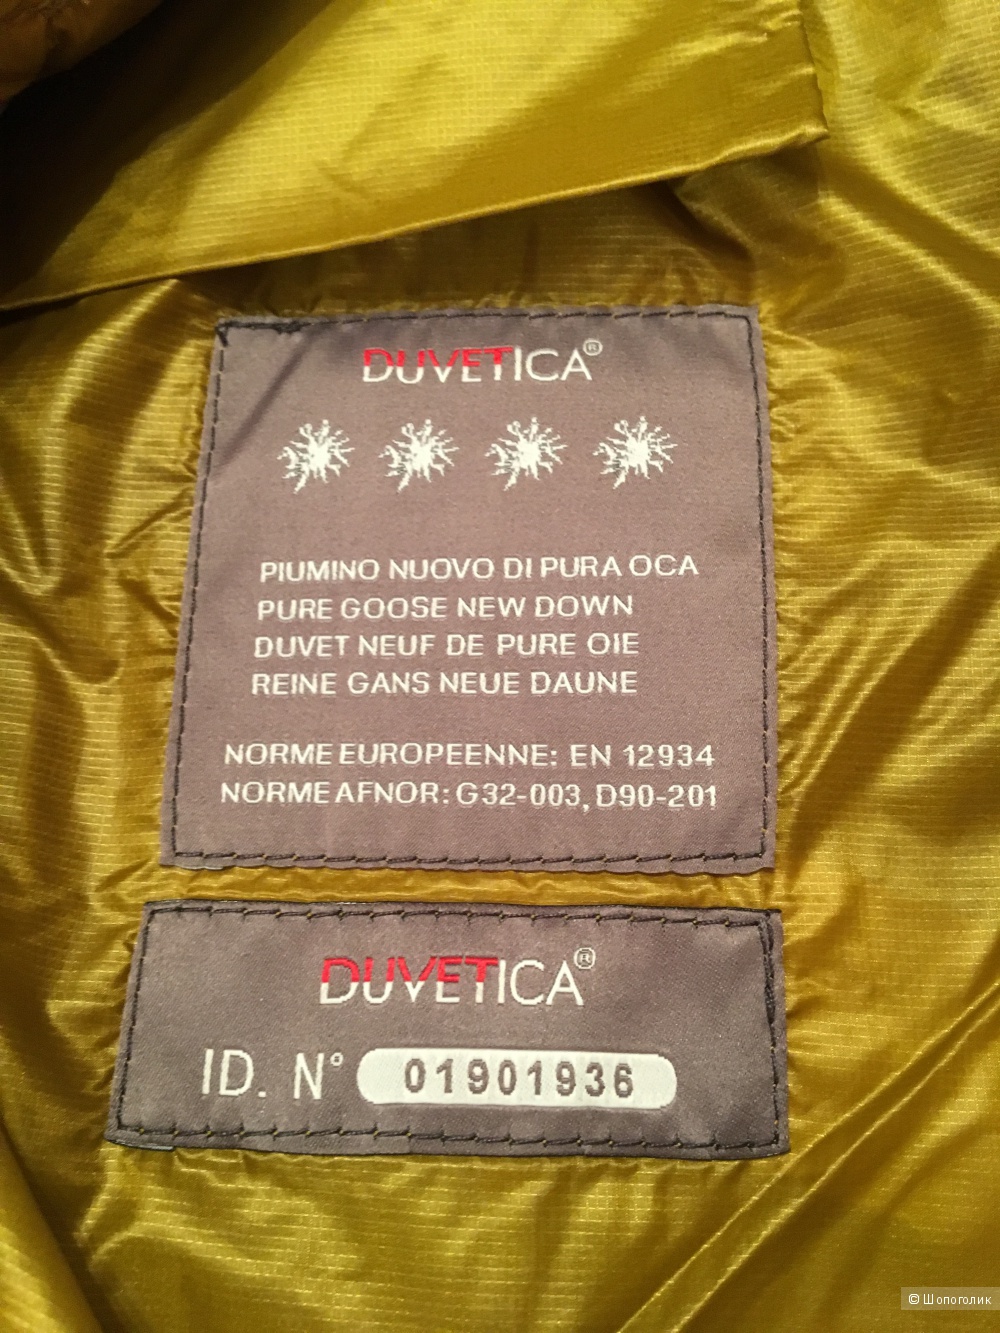 DUVETICA®
PIUMINO NUOVO DI PURA OCA
PURE GOOSE NEW DOWN
DUVET NEUF DE PURE OIE
REINE GANS NEUE DAUNE
NORME EUROPEENNE: EN 12934
NORME AFNOR: G32-003, D90-201
DUVETICA®
ID. N° 01901936
© Шопоголик